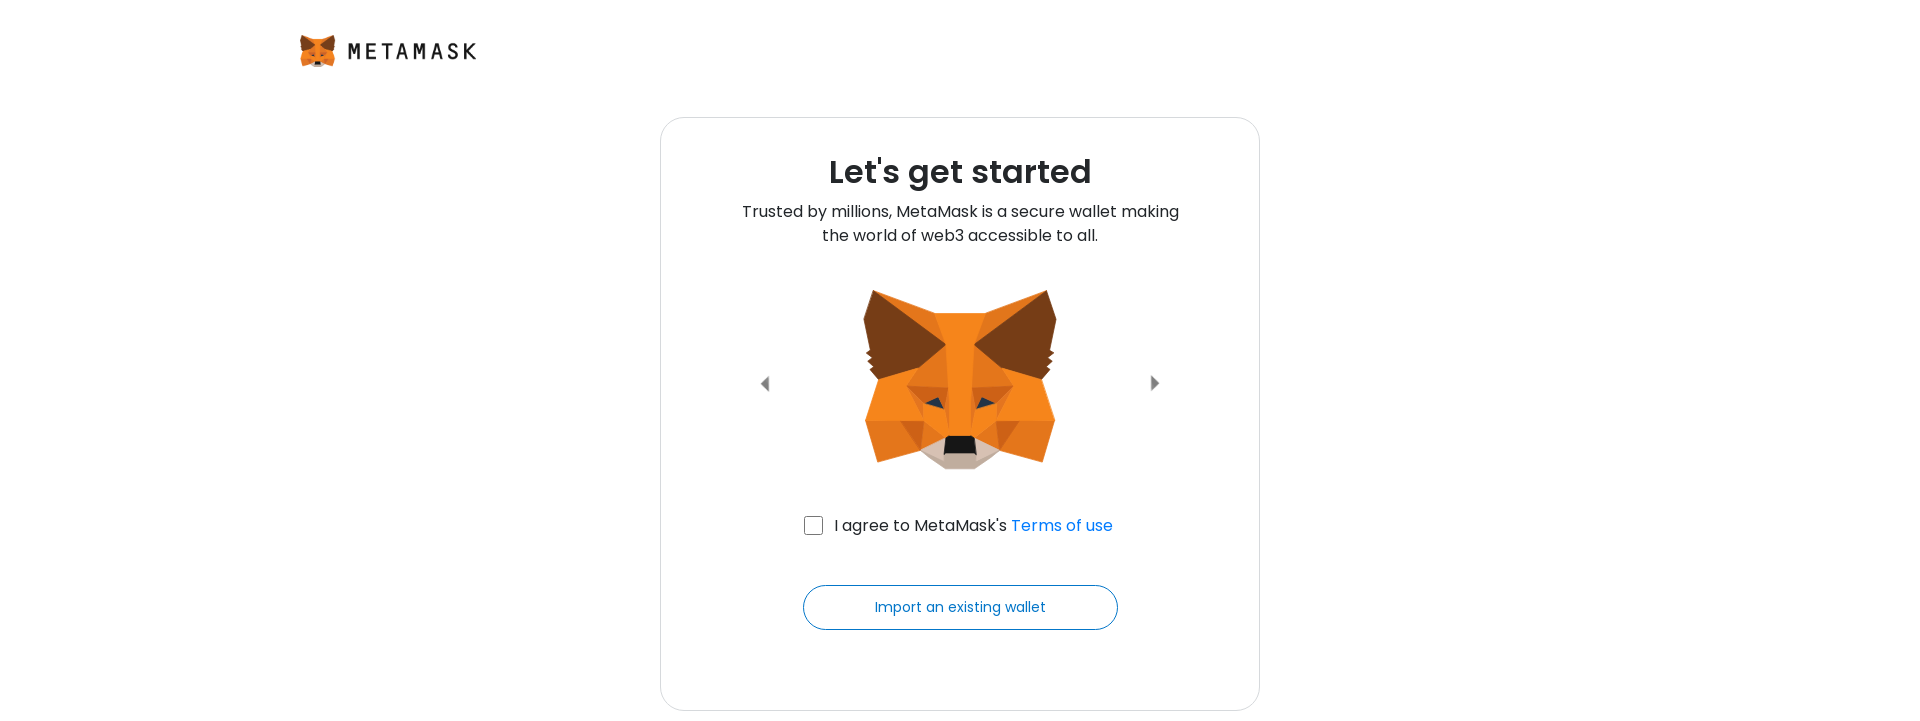 METAMASK
Let's get started
Trusted by millions, MetaMask is a secure wallet making
the world of web3 accessible to all.
I agree to MetaMask's Terms of use
Import an existing wallet